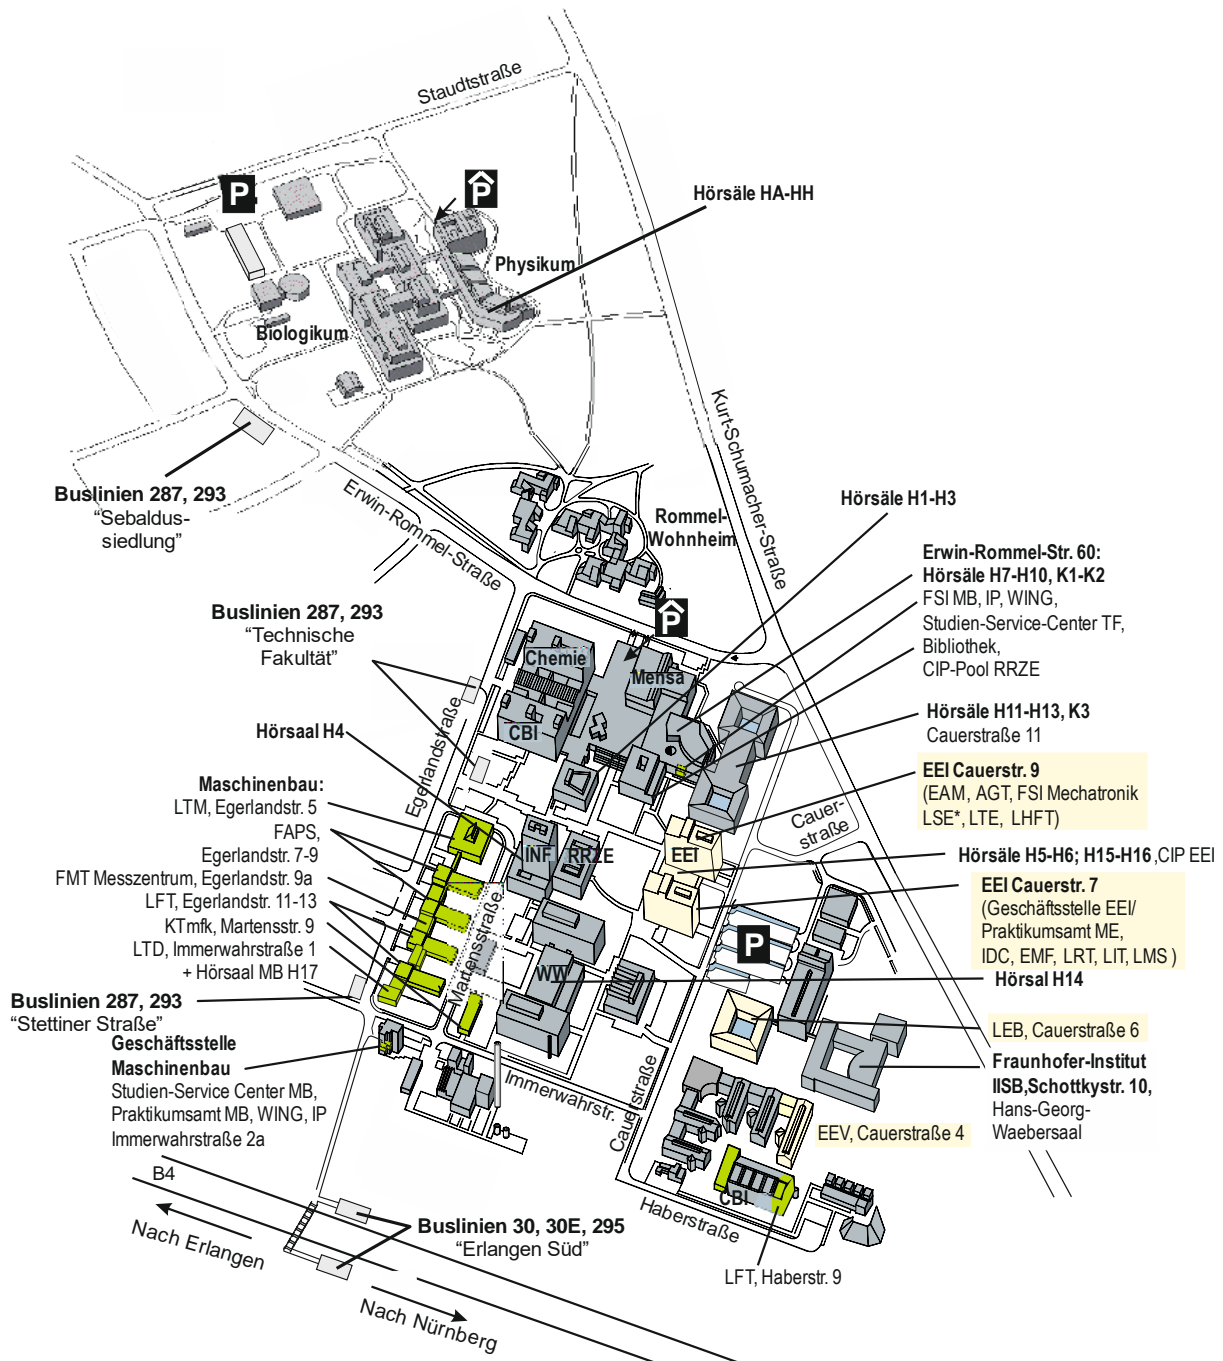 Staudtstraße
P
P
Hörsäle HA-HH
Physikum
Biologikum
Kurt-Schumacher-Straße
Buslinien 287, 293
“Sebaldus-
siedlung”
Erwin-Rommel-Straße
Rommel-
Wohnheim
Hörsäle H1-H3
Erwin-Rommel-Str. 60:
Hörsäle H7-H10, K1-K2
FSI MB, IP, WING,
Studien-Service-Center TF,
Bibliothek,
CIP-Pool RRZE
Buslinien 287, 293
“Technische
Fakultät”
P
Chemie
Mensa
CBI
Egerlandstraße
Hörsaal H4
Hörsäle H11-H13, K3
Cauerstraße 11
EEI Cauerstr. 9
(EAM, AGT, FSI Mechatronik
LSE*, LTE, LHFT)
Cauer-
straße
Maschinenbau:
LTM, Egerlandstr. 5
FAPS,
Egerlandstr. 7-9
FMT Messzentrum, Egerlandstr. 9a
LFT, Egerlandstr. 11-13
KTmfk, Martensstr. 9
LTD, Immerwahrstraße 1
+ Hörsaal MB H17
INF
RRZE
EEI
Hörsäle H5-H6; H15-H16 ,CIP EEI
EEI Cauerstr. 7
(Geschäftsstelle EEI/
Praktikumsamt ME,
IDC, EMF, LRT, LIT, LMS )
P
Martensstraße
WW
Hörsal H14
Buslinien 287, 293
“Stettiner Straße”
LEB, Cauerstraße 6
Geschäftsstelle
Maschinenbau
Studien-Service Center MB,
Praktikumsamt MB, WING, IP
Immerwahrstraße 2a
Immerwahrstr.
Cauerstraße
Fraunhofer-Institut
IISB,Schottkystr. 10,
Hans-Georg-
Waebersaal
EEV, Cauerstraße 4
CBI
Haberstraße
LFT, Haberstr. 9
B4
Nach Erlangen
Buslinien 30, 30E, 295
“Erlangen Süd”
Nach Nürnberg